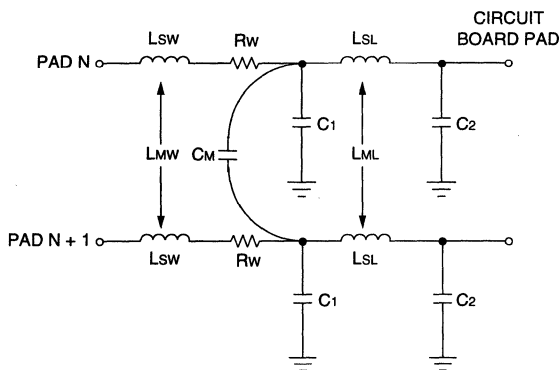 CIRCUIT
BOARD PAD
LSW
RW
LSL
PAD N
C1
C2
LMW
CM
LML
PAD N + 1
LSW
RW
LSL
C1
C2